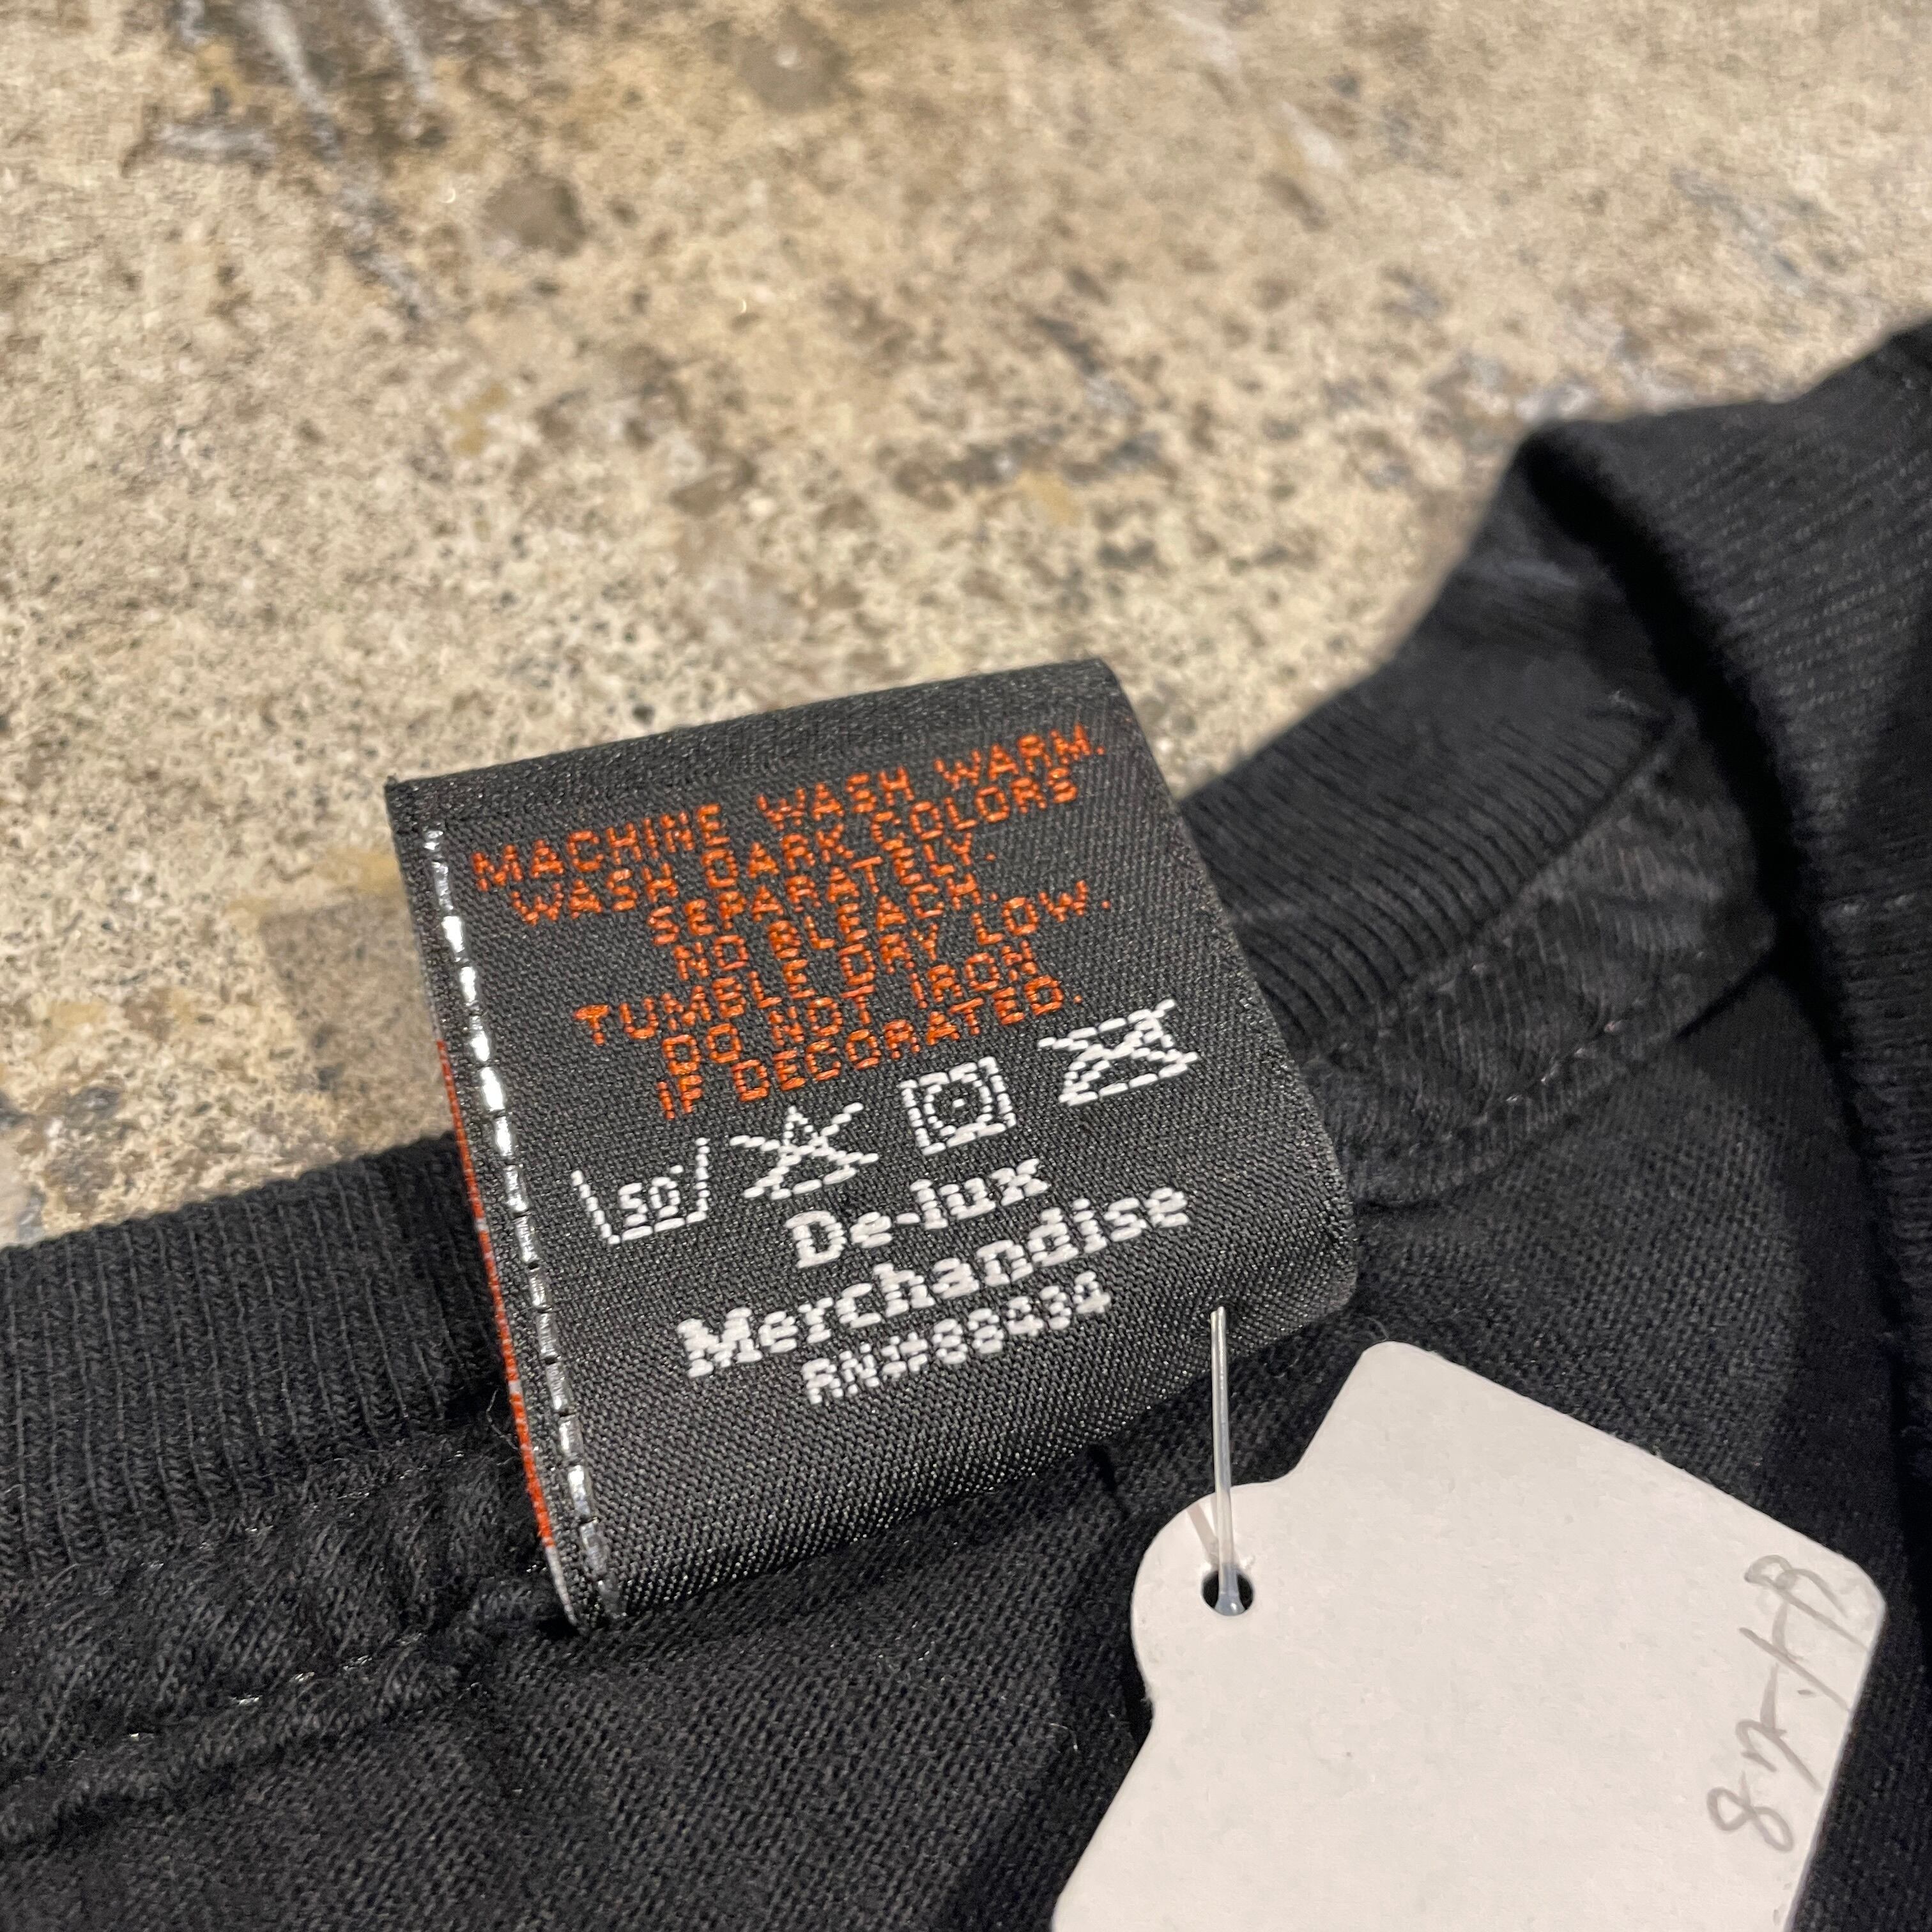 MACHINE WASH WARM.
WASH DARK COLORS
SEPARATELY.
NO BLEACH.
TUMBLE DRY LOW.
DO NOT IRON
IF DECORATED.
50°
De-lux
Merchandise
RN#88434